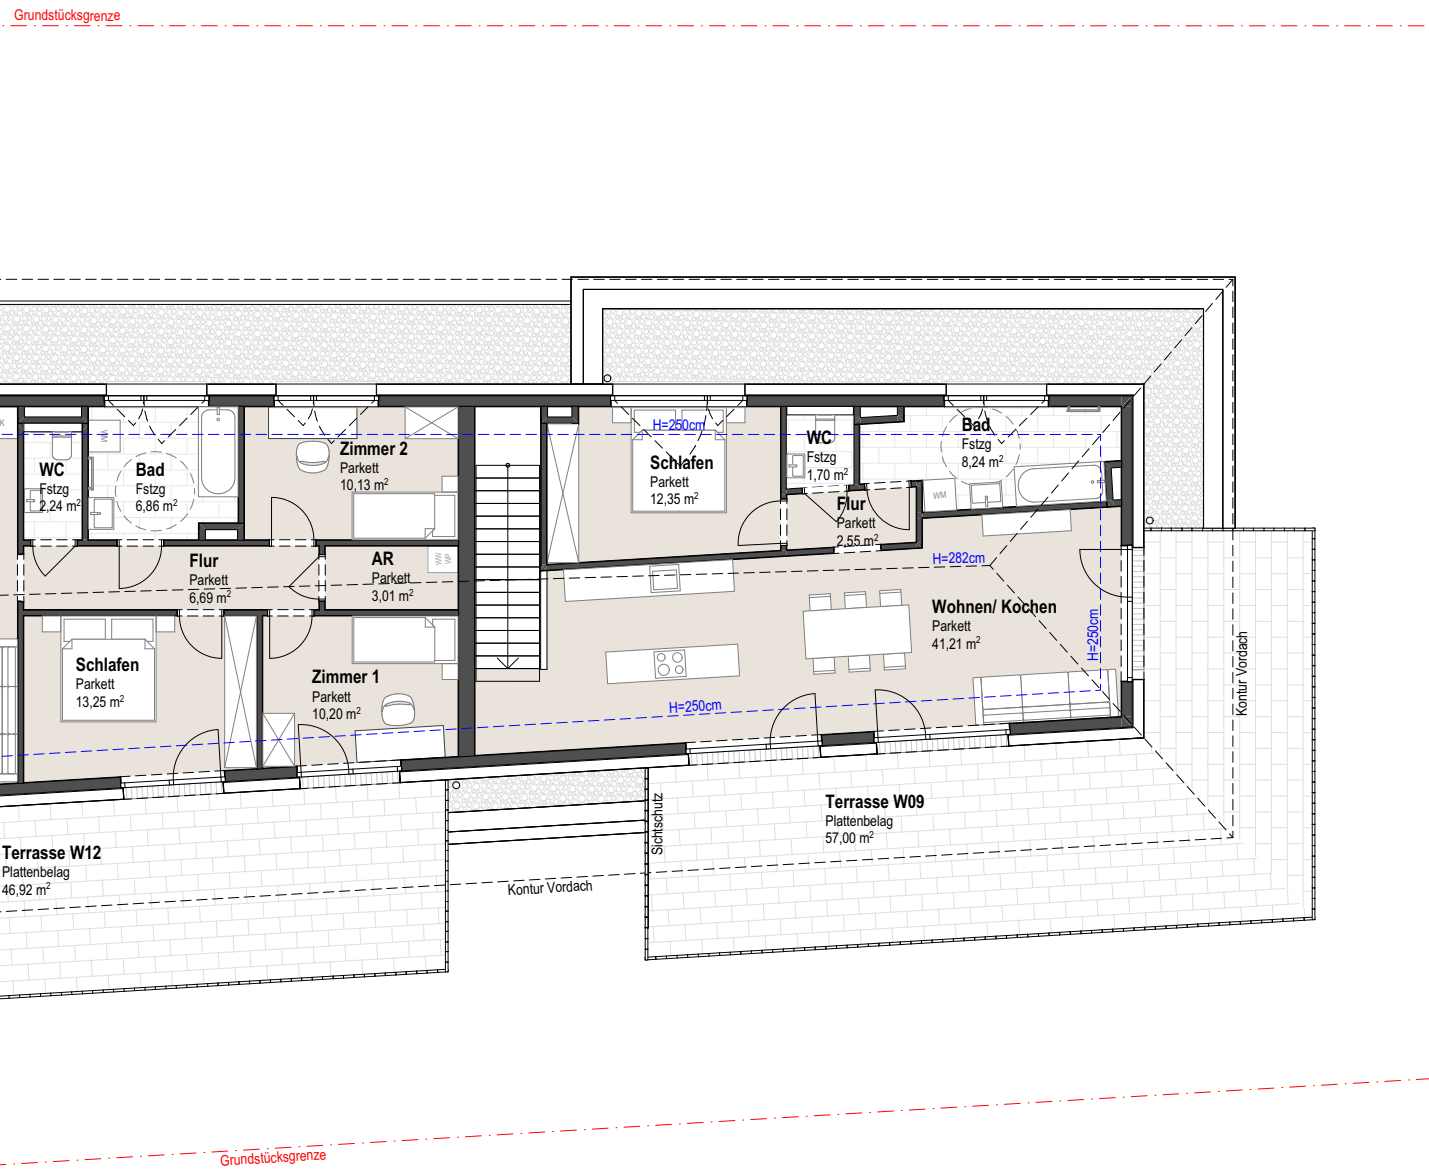 Grundstücksgrenze
WC
Fstzg
2,24 m²
WM
Bad
Fstzg
6,86 m²
Zimmer 2
Parkett
10,13 m²
Flur
Parkett
6,69 m²
AR
Parkett
3,01 m²
WW
WP
Schlafen
Parkett
13,25 m²
Zimmer 1
Parkett
10,20 m²
H=250cm
Schlafen
Parkett
12,35 m²
WC
Fstzg
1,70 m²
Bad
Fstzg
8,24 m²
WM
Flur
Parkett
2,55 m²
H=282cm
Wohnen/ Kochen
Parkett
41,21 m²
H=250cm
H=250cm
Kontur Vordach
Sichtschutz
Terrasse W09
Plattenbelag
57,00 m²
Terrasse W12
Plattenbelag
46,92 m²
Kontur Vordach
Grundstücksgrenze